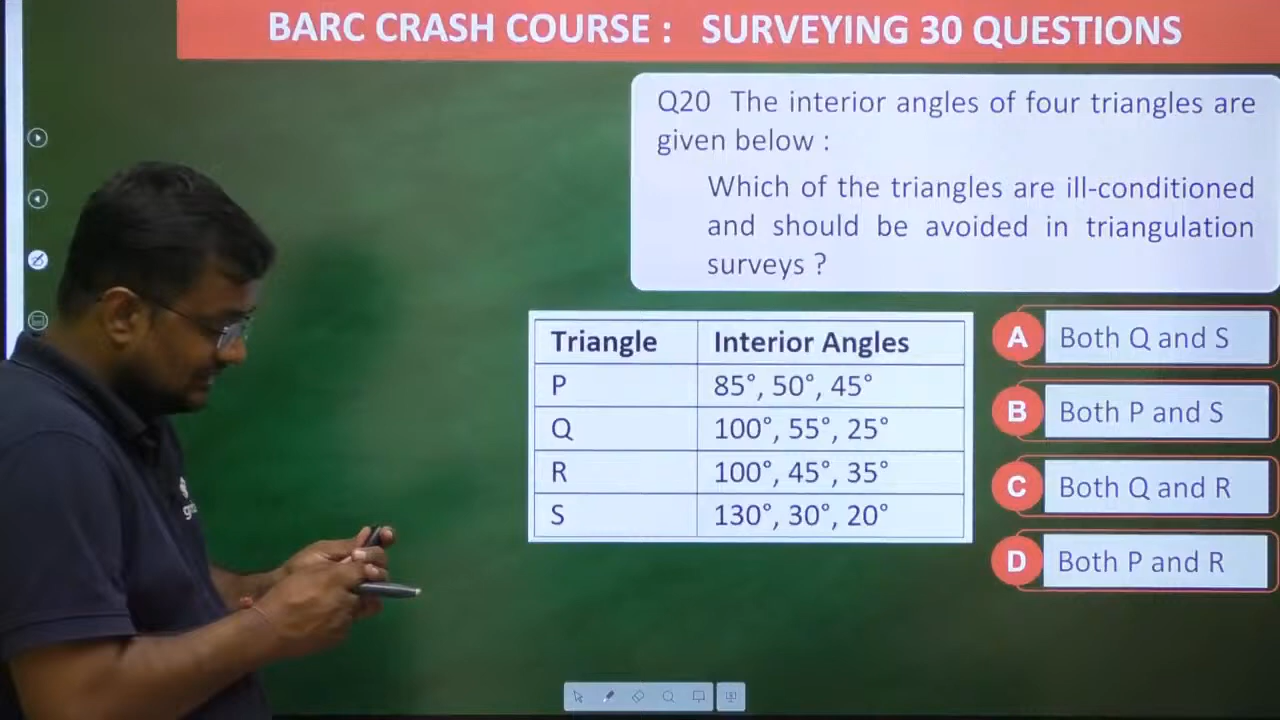 BARC CRASH COURSE : SURVEYING 30 QUESTIONS
Q20 The interior angles of four triangles are
given below :
Which of the triangles are ill-conditioned
and should be avoided in triangulation
surveys ?
Triangle Interior Angles
P 85°, 50°, 45°
Q 100°, 55°, 25°
R 100°, 45°, 35°
S 130°, 30°, 20°
A Both Q and S
B Both P and S
C Both Q and R
D Both P and R